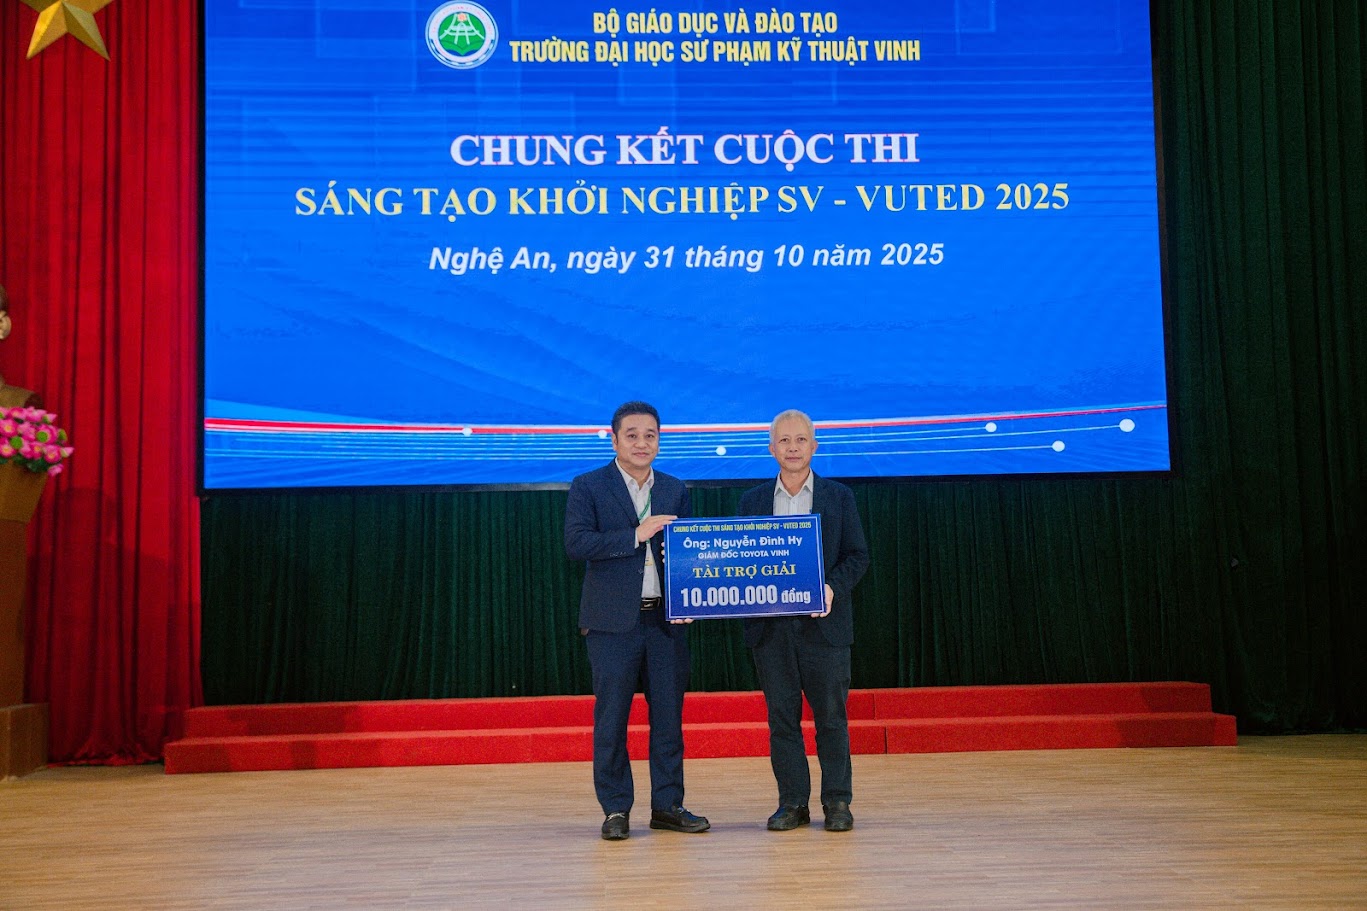 BỘ GIÁO DỤC VÀ ĐÀO TẠO
TRƯỜNG ĐẠI HỌC SƯ PHẠM KỸ THUẬT VINH
CHUNG KẾT CUỘC THI
SÁNG TẠO KHỞI NGHIỆP SV - VUTED 2025
Nghệ An, ngày 31 tháng 10 năm 2025
CHUNG KẾT CUỘC THI SÁNG TẠO KHỞI NGHIỆP SV - VUTED 2025
Ông: Nguyễn Đình Hy
GIÁM ĐỐC TOYOTA VINH
TÀI TRỢ GIẢI
10.000.000 đồng